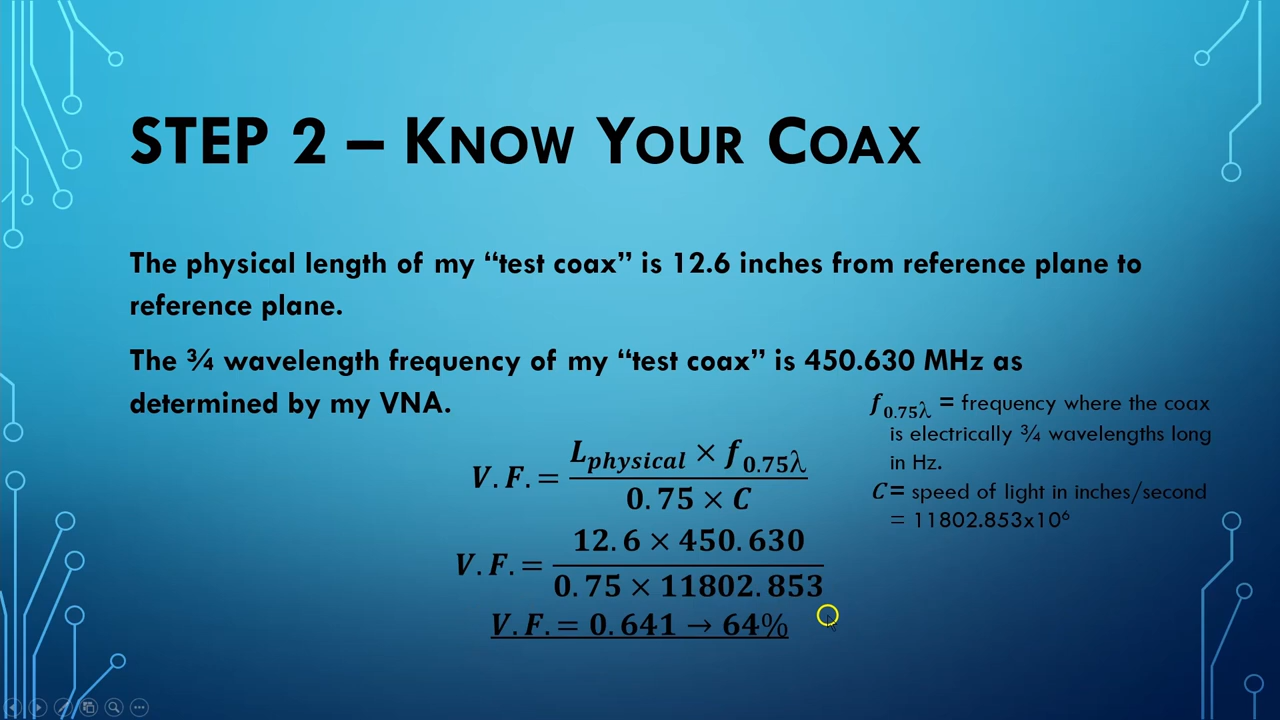 STEP 2 – KNOW YOUR COAX
The physical length of my “test coax” is 12.6 inches from reference plane to
reference plane.
The ¾ wavelength frequency of my “test coax” is 450.630 MHz as
determined by my VNA.
f0.75λ = frequency where the coax
is electrically ¾ wavelengths long
in Hz.
C= speed of light in inches/second
= 11802.853x10⁶
V.F.= Lphysical × f0.75λ / 0.75 × C
V.F.= 12.6 × 450.630 / 0.75 × 11802.853
V.F.= 0.641 → 64%